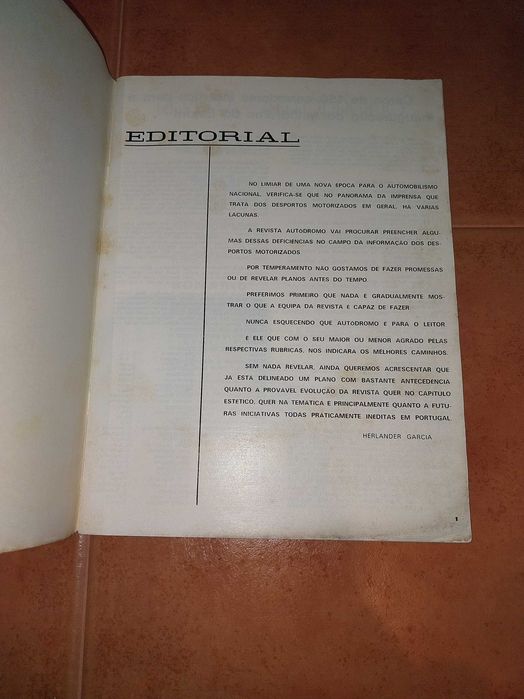 EDITORIAL
NO LIMIAR DE UMA NOVA EPOCA PARA O AUTOMOBILISMO
NACIONAL, VERIFICA-SE QUE NO PANORAMA DA IMPRENSA QUE
TRATA DOS DESPORTOS MOTORIZADOS EM GERAL, HÁ VARIAS
LACUNAS.
A REVISTA AUTóDROMO VAI PROCURAR PREENCHER ALGU-
MAS DESSAS DEFICIENCIAS NO CAMPO DA INFORMAÇÃO DOS DES-
PORTOS MOTORIZADOS.
POR TEMPERAMENTO NÃO GOSTAMOS DE FAZER PROMESSAS
OU DE REVELAR PLANOS ANTES DO TEMPO.
PREFERIMOS PRIMEIRO QUE NADA E GRADUALMENTE MOS-
TRAR O QUE A EQUIPA DA REVISTA E CAPAZ DE FAZER.
NUNCA ESQUECENDO QUE AUTóDROMO E PARA O LEITOR
E ELE QUE COM O SEU MAIOR OU MENOR AGRADO PELAS
RESPECTIVAS RUBRICAS, NOS INDICARA OS MELHORES CAMINHOS.
SEM NADA REVELAR, AINDA QUEREMOS ACRESCENTAR QUE
JA ESTA DELINEADO UM PLANO COM BASTANTE ANTECEDENCIA
QUANTO A PROVAVEL EVOLUÇÃO DA REVISTA QUER NO CAPITULO
ESTETICO, QUER NA TEMATICA E PRINCIPALMENTE QUANTO A FUTU-
RAS INICIATIVAS TODAS PRATICAMENTE INEDITAS EM PORTUGAL.
HERLANDER GARCIA
1